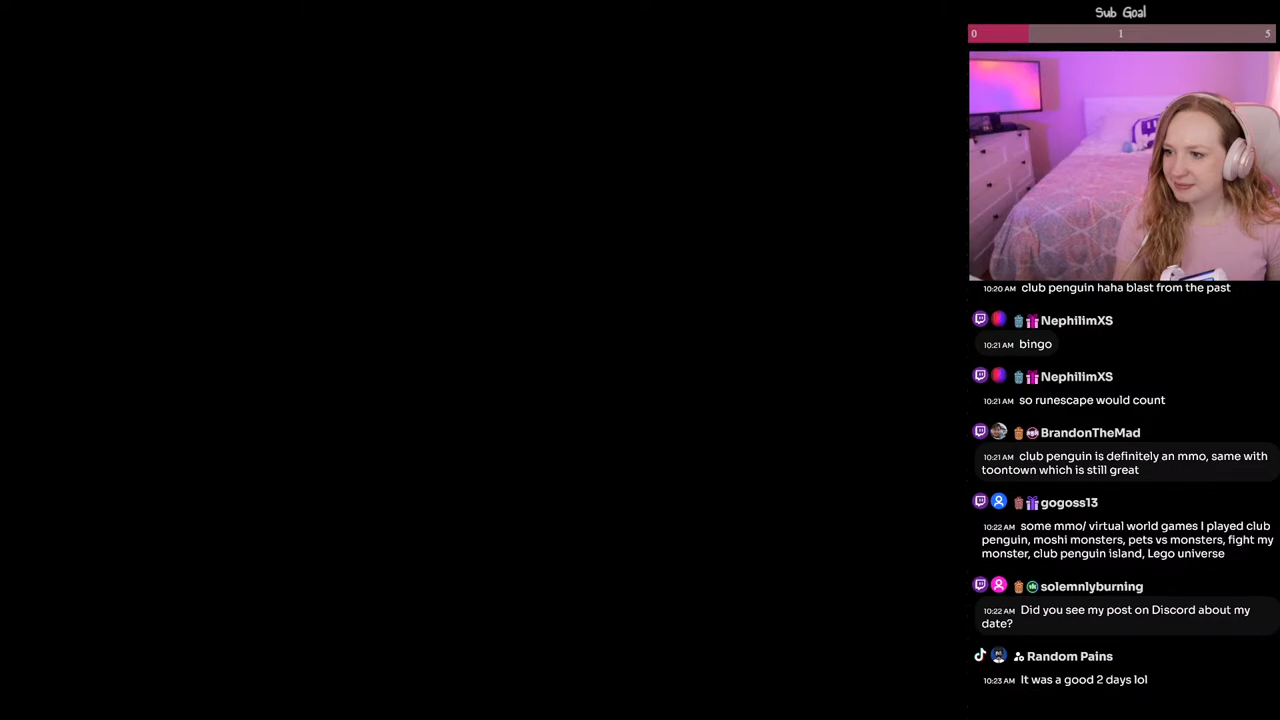 Sub Goal
0 1 5
10:20 AM club penguin haha blast from the past
NephilimXS
10:21 AM bingo
NephilimXS
10:21 AM so runescape would count
BrandonTheMad
10:21 AM club penguin is definitely an mmo, same with
toontown which is still great
gogoss13
10:22 AM some mmo/ virtual world games I played club
penguin, moshi monsters, pets vs monsters, fight my
monster, club penguin island, Lego universe
solemnlyburning
10:22 AM Did you see my post on Discord about my
date?
Random Pains
10:23 AM It was a good 2 days lol